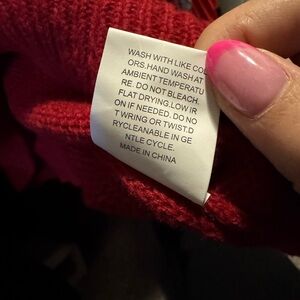 WASH WITH LIKE COL
ORS.HAND WASH AT
AMBIENT TEMPERATU
RE. DO NOT BLEACH.
FLAT DRYING.LOW IR
ON IF NEEDED. DO NO
T WRING OR TWIST.D
RYCLEANABLE IN GE
NTLE CYCLE.
MADE IN CHINA